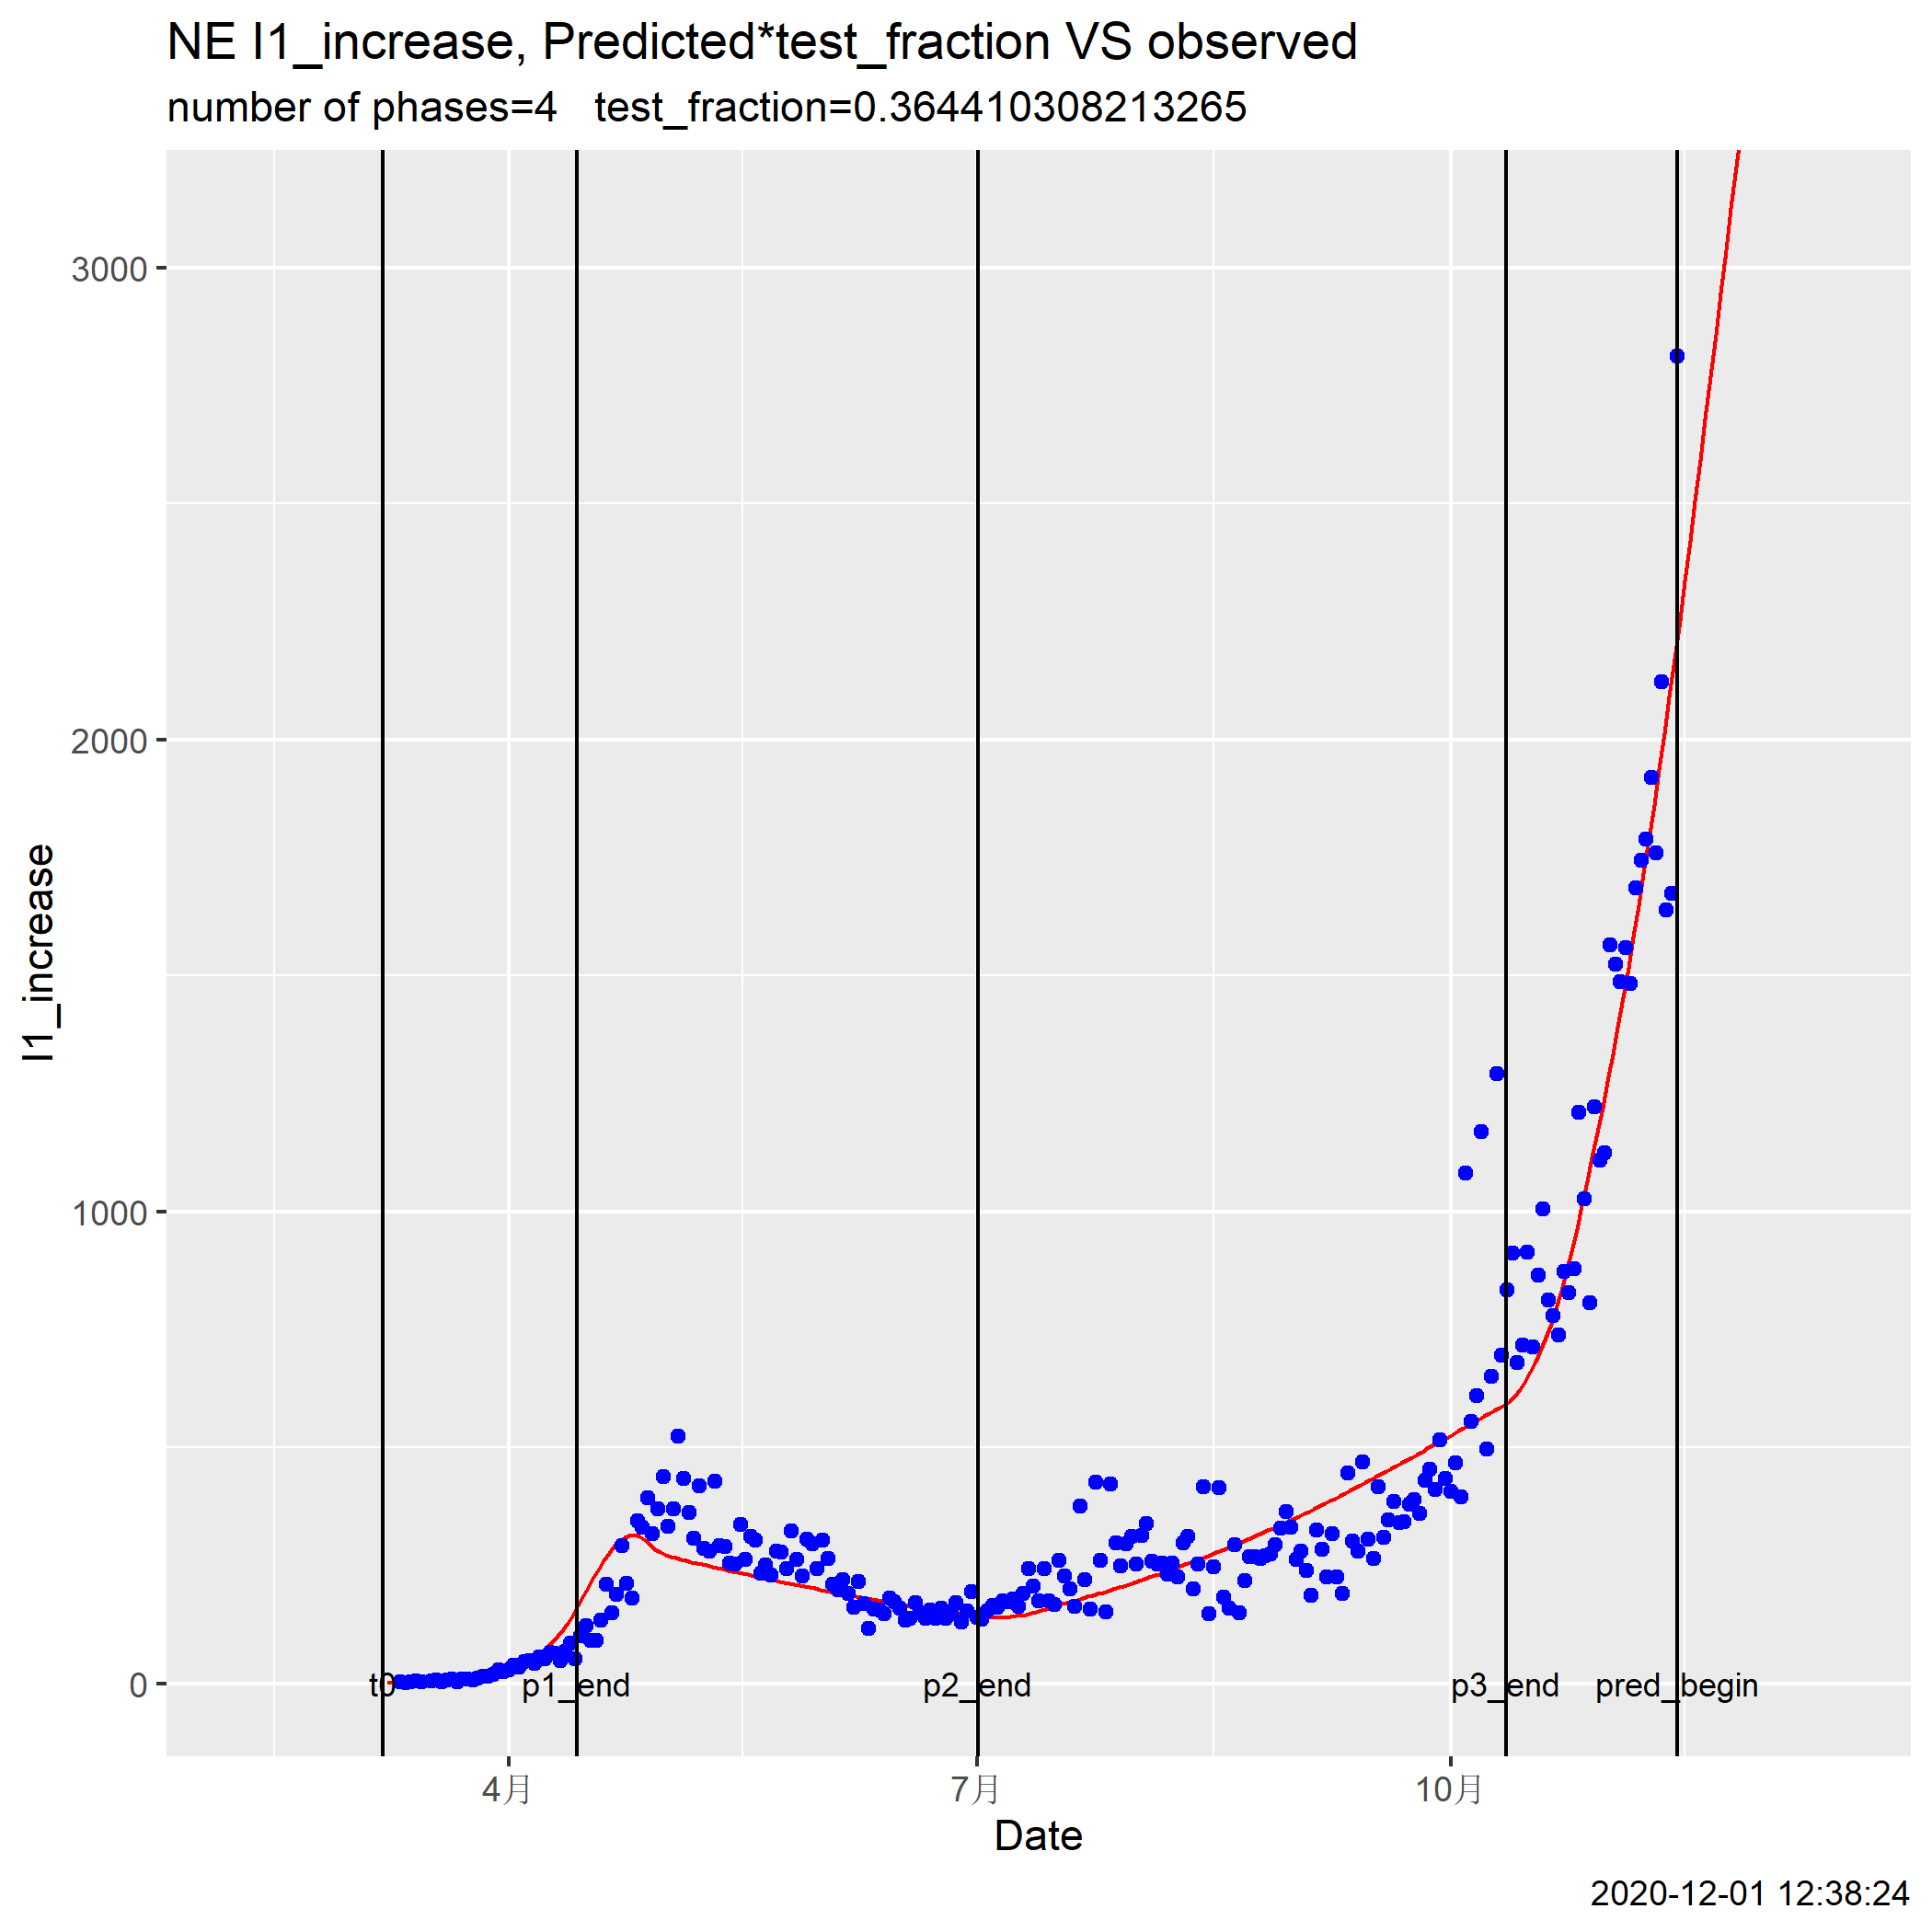 NE I1_increase, Predicted*test_fraction VS observed
number of phases=4   test_fraction=0.364410308213265
3000
2000
1000
0
I1_increase
t0
p1_end
p2_end
p3_end
pred_begin
4月
7月
10月
Date
2020-12-01 12:38:24